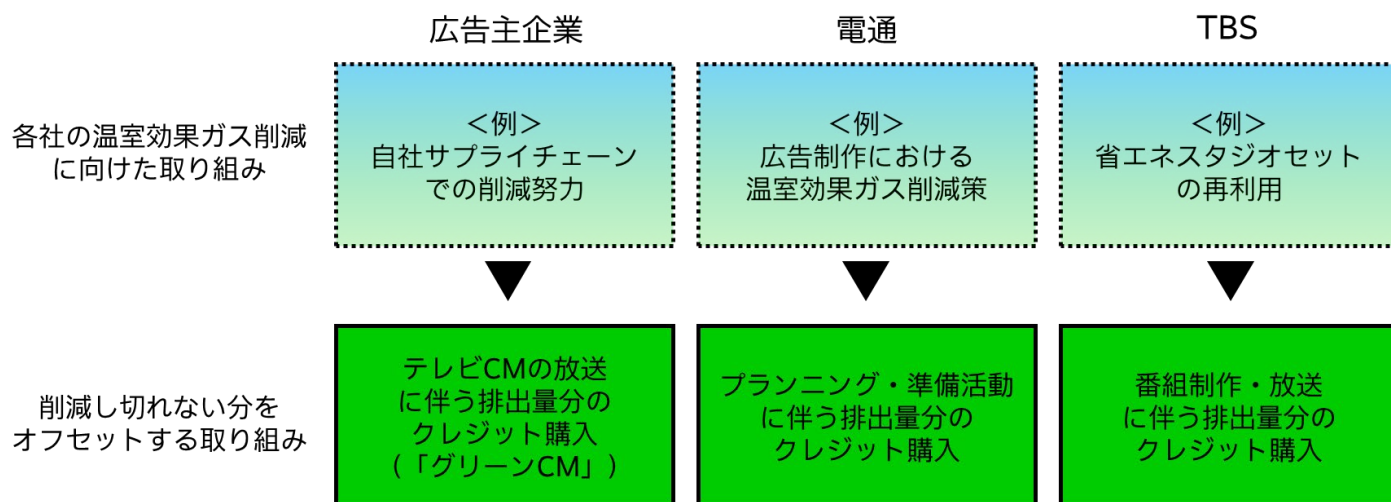 広告主企業
電通
TBS
各社の温室効果ガス削減
に向けた取り組み
＜例＞
自社サプライチェーン
での削減努力
＜例＞
広告制作における
温室効果ガス削減策
＜例＞
省エネスタジオセット
の再利用
削減し切れない分を
オフセットする取り組み
テレビCMの放送
に伴う排出量分の
クレジット購入
(「グリーンCM」)
プランニング・準備活動
に伴う排出量分の
クレジット購入
番組制作・放送
に伴う排出量分の
クレジット購入